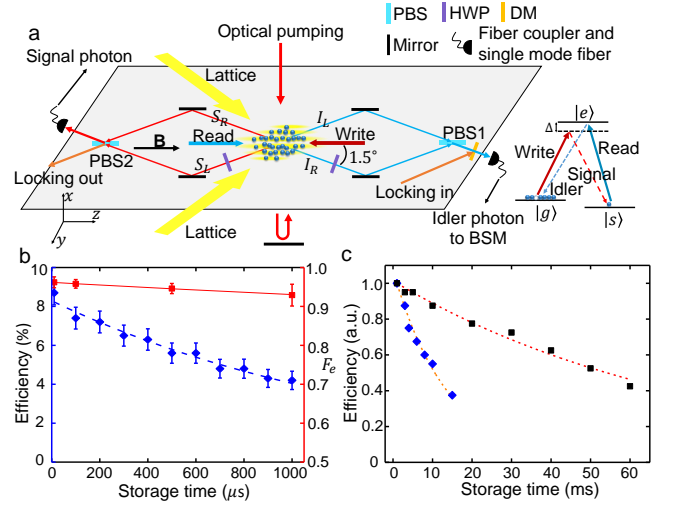 a
PBS HWP DM
Mirror Fiber coupler and single mode fiber
Signal photon
Optical pumping
Lattice
S_R
I_L
B
Read
Write
PBS1
PBS2
S_L
I_R
1.5°
Locking out
Locking in
x
z
y
Lattice
Idler photon
to BSM
|e⟩
Δ
Write
Read
Signal
Idler
|g⟩
|s⟩
b
Efficiency (%)
10
8
6
4
2
0
0 200 400 600 800 1000
Storage time (μs)
1.0
0.9
0.8
0.7
0.6
0.5
F_e
c
Efficiency (a.u.)
1.0
0.8
0.6
0.4
0.2
0.0
0 10 20 30 40 50 60
Storage time (ms)